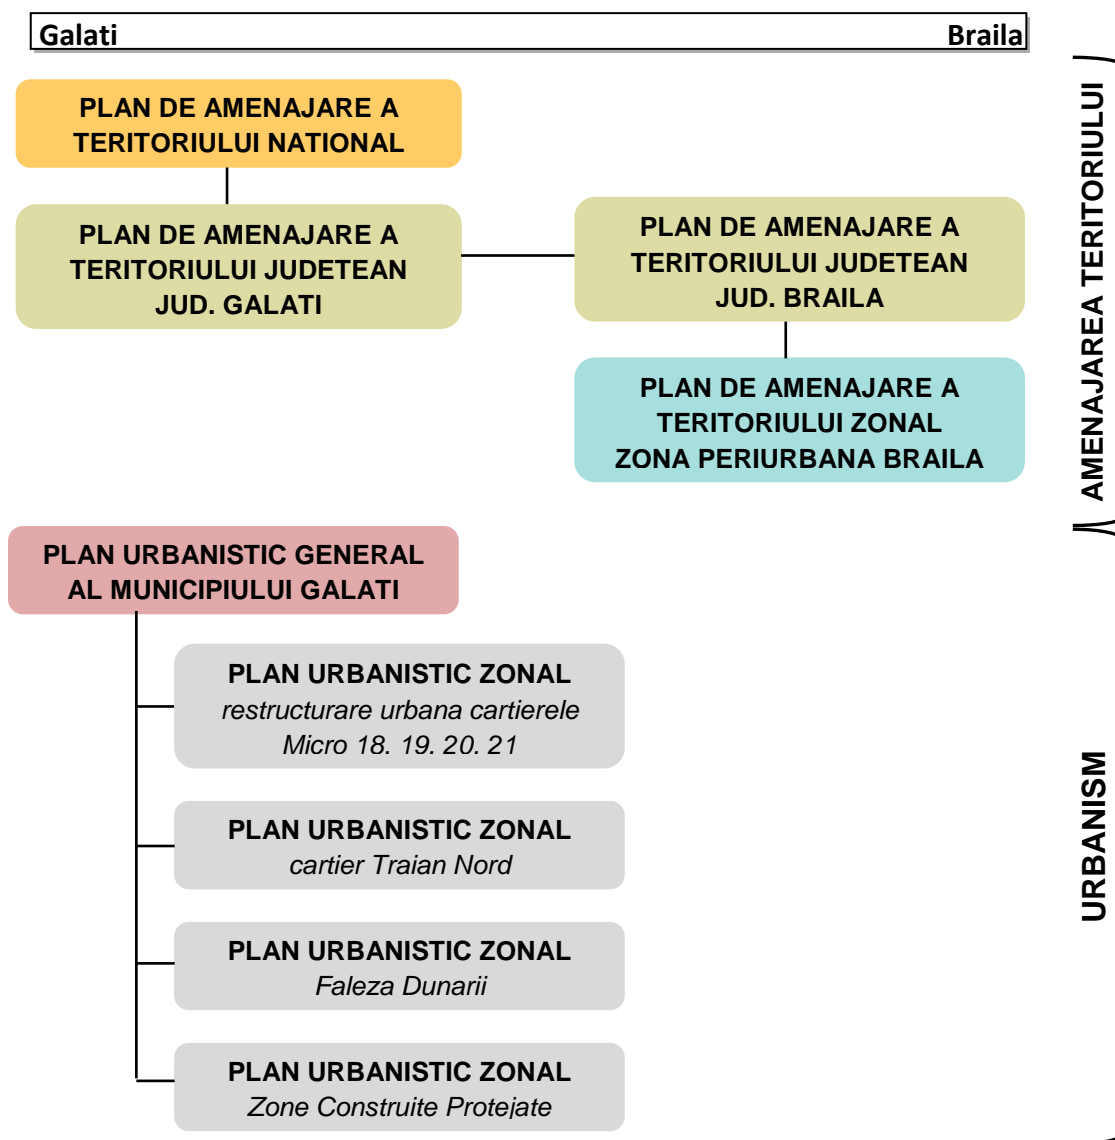 Galati Braila
PLAN DE AMENAJARE A
TERITORIULUI NATIONAL
PLAN DE AMENAJARE A
TERITORIULUI JUDETEAN
JUD. GALATI
PLAN DE AMENAJARE A
TERITORIULUI JUDETEAN
JUD. BRAILA
PLAN DE AMENAJARE A
TERITORIULUI ZONAL
ZONA PERIURBANA BRAILA
AMENAJAREA TERITORIULUI
PLAN URBANISTIC GENERAL
AL MUNICIPIULUI GALATI
PLAN URBANISTIC ZONAL
restructurare urbana cartierele
Micro 18. 19. 20. 21
PLAN URBANISTIC ZONAL
cartier Traian Nord
PLAN URBANISTIC ZONAL
Faleza Dunarii
PLAN URBANISTIC ZONAL
Zone Construite Protejate
URBANISM